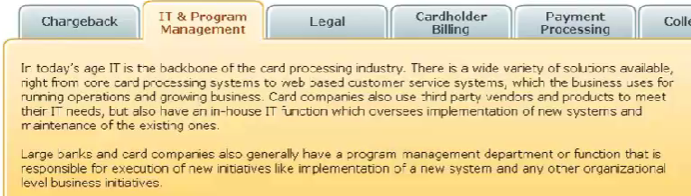 Chargeback
IT & Program
Management
Legal
Cardholder
Billing
Payment
Processing
Colle
In today's age IT is the backbone of the card processing industry. There is a wide variety of solutions available,
right from core card processing systems to web based customer service systems, which the business uses for
running operations and growing business. Card companies also use third party vendors and products to meet
their IT needs, but also have an in-house IT function which oversees implementation of new systems and
maintenance of the existing ones.
Large banks and card companies also generally have a program management department or function that is
responsible for execution of new initiatives like implementation of a new system and any other organizational
level business initiatives.